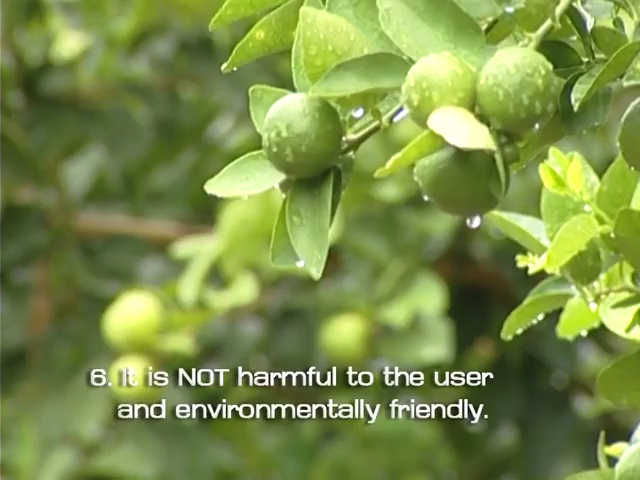 6. It is NOT harmful to the user
and environmentally friendly.